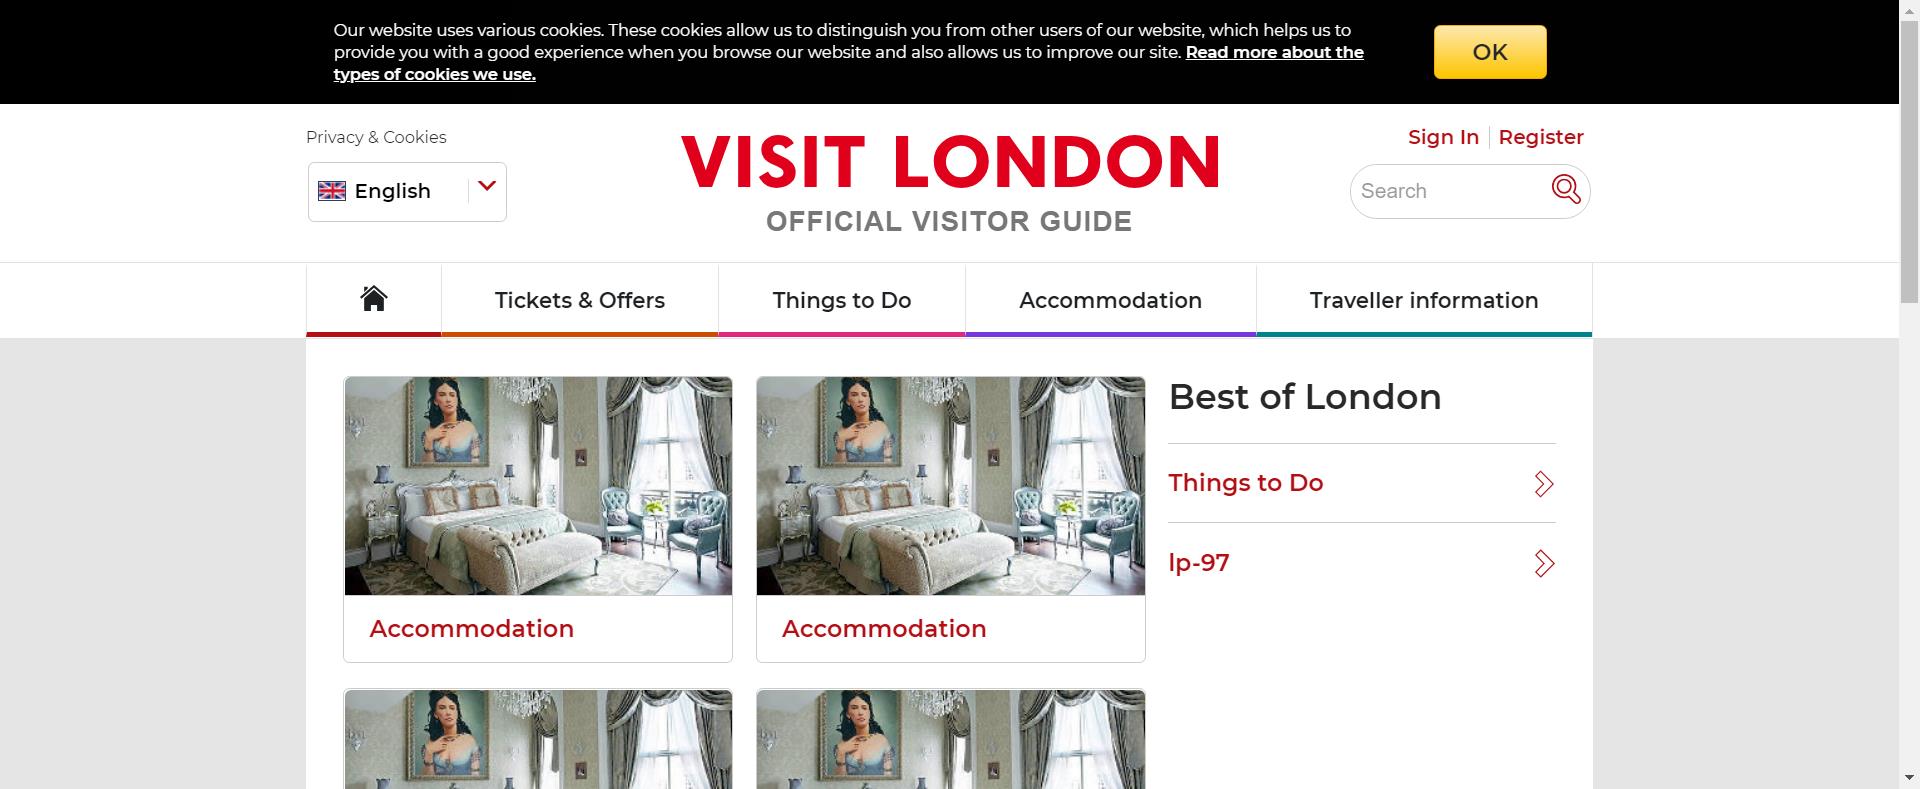 Our website uses various cookies. These cookies allow us to distinguish you from other users of our website, which helps us to
provide you with a good experience when you browse our website and also allows us to improve our site. Read more about the
types of cookies we use.
OK
Privacy & Cookies
English
VISIT LONDON
OFFICIAL VISITOR GUIDE
Sign In
Register
Search
Tickets & Offers
Things to Do
Accommodation
Traveller information
Accommodation
Accommodation
Best of London
Things to Do
lp-97